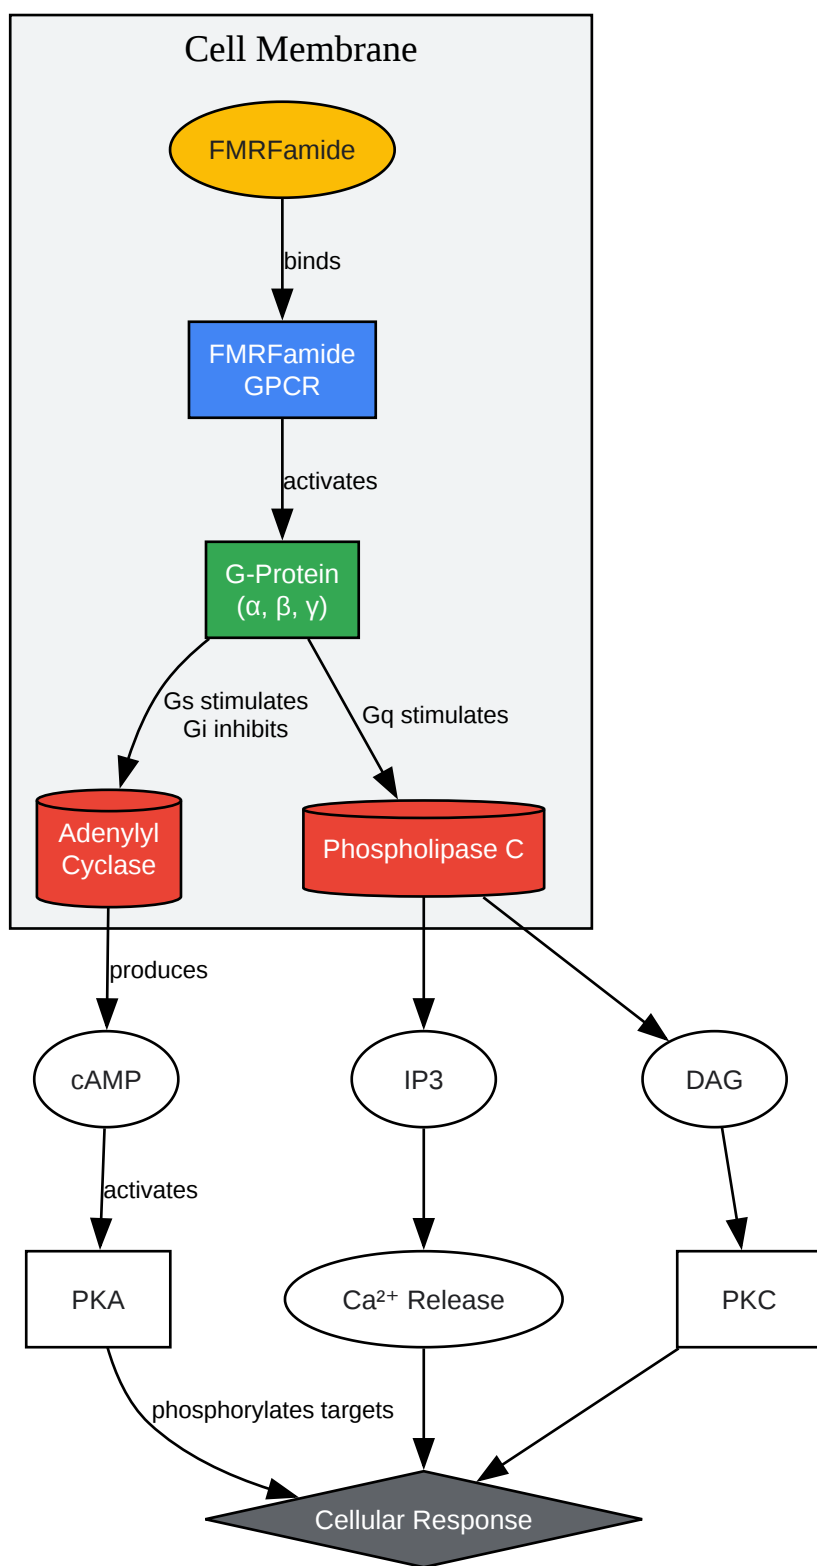 Cell Membrane
FMRFamide
binds
FMRFamide
GPCR
activates
G-Protein
(α, β, γ)
Gs stimulates
Gi inhibits
Gq stimulates
Adenylyl
Cyclase
Phospholipase C
produces
cAMP
IP3
DAG
activates
PKA
Ca²⁺ Release
PKC
phosphorylates targets
Cellular Response